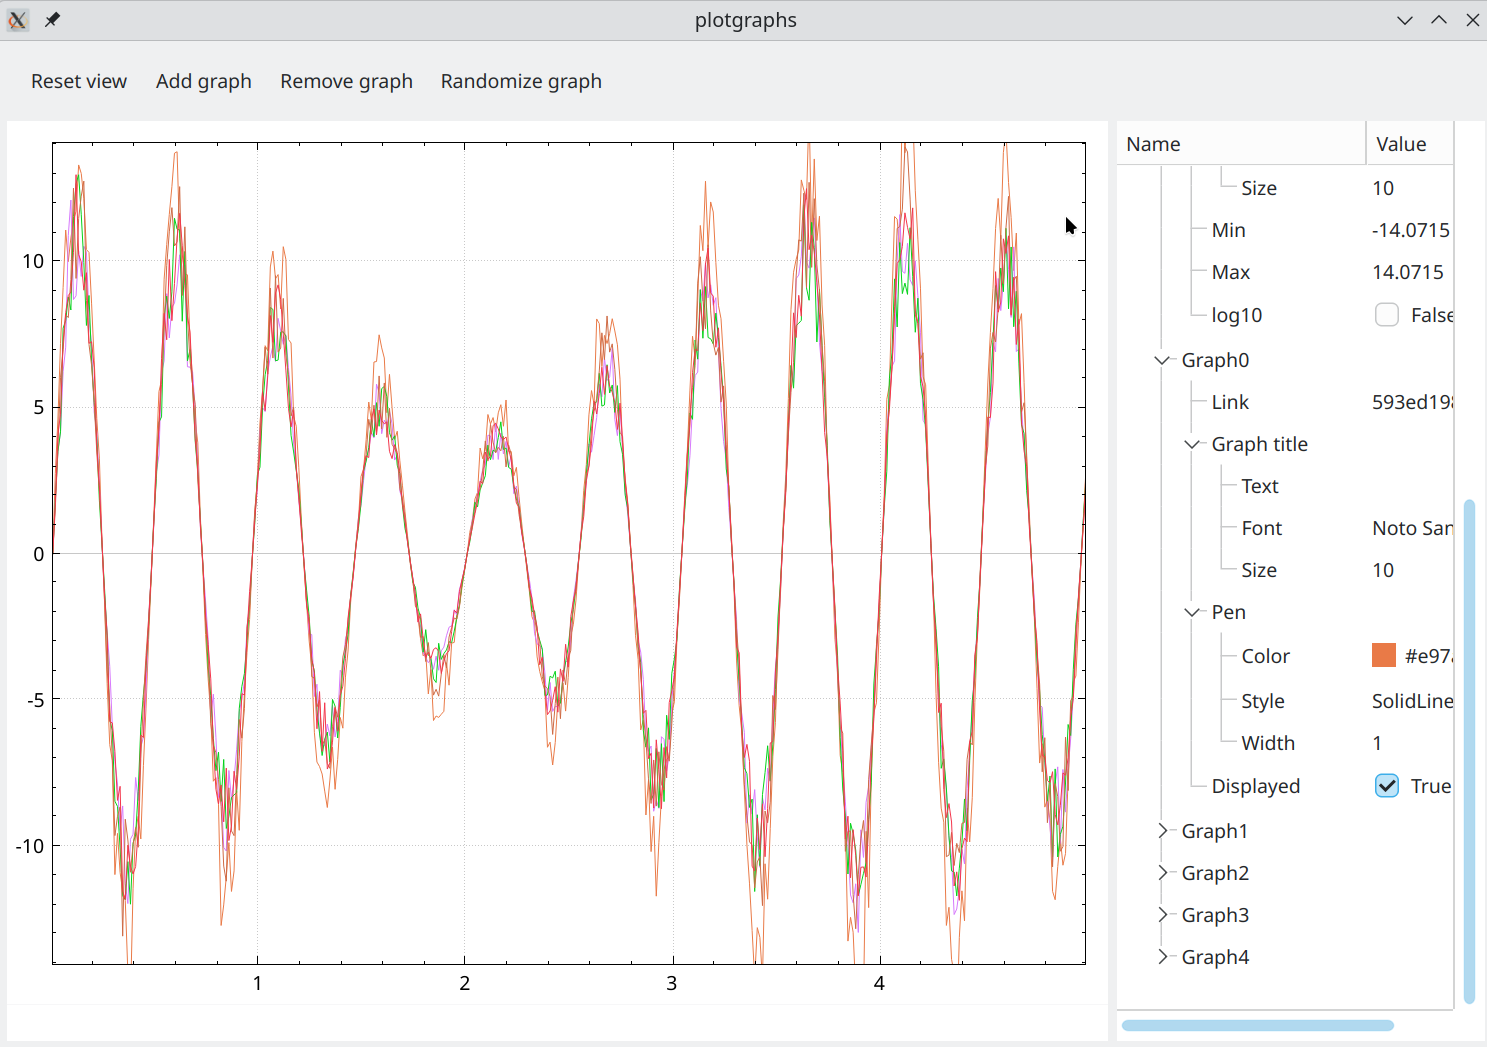 plotgraphs
Reset view Add graph Remove graph Randomize graph
10
5
0
-5
-10
1 2 3 4
Name Value
Size 10
Min -14.0715
Max 14.0715
log10 False
Graph0
Link 593ed19
Graph title
Text
Font Noto San
Size 10
Pen
Color #e97
Style SolidLine
Width 1
Displayed True
Graph1
Graph2
Graph3
Graph4